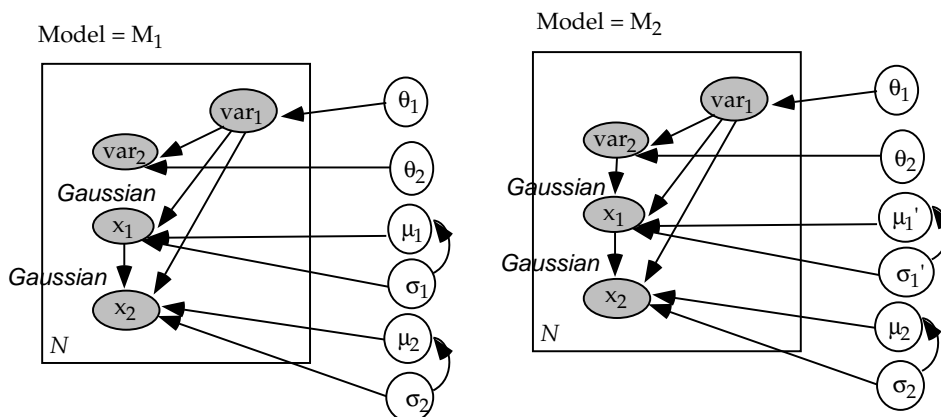 Model = M₁
var₁
θ₁
var₂
θ₂
Gaussian
x₁
μ₁
Gaussian
σ₁
x₂
μ₂
N
σ₂
Model = M₂
var₁
θ₁
var₂
θ₂
Gaussian
x₁
μ₁'
Gaussian
σ₁'
x₂
μ₂
N
σ₂